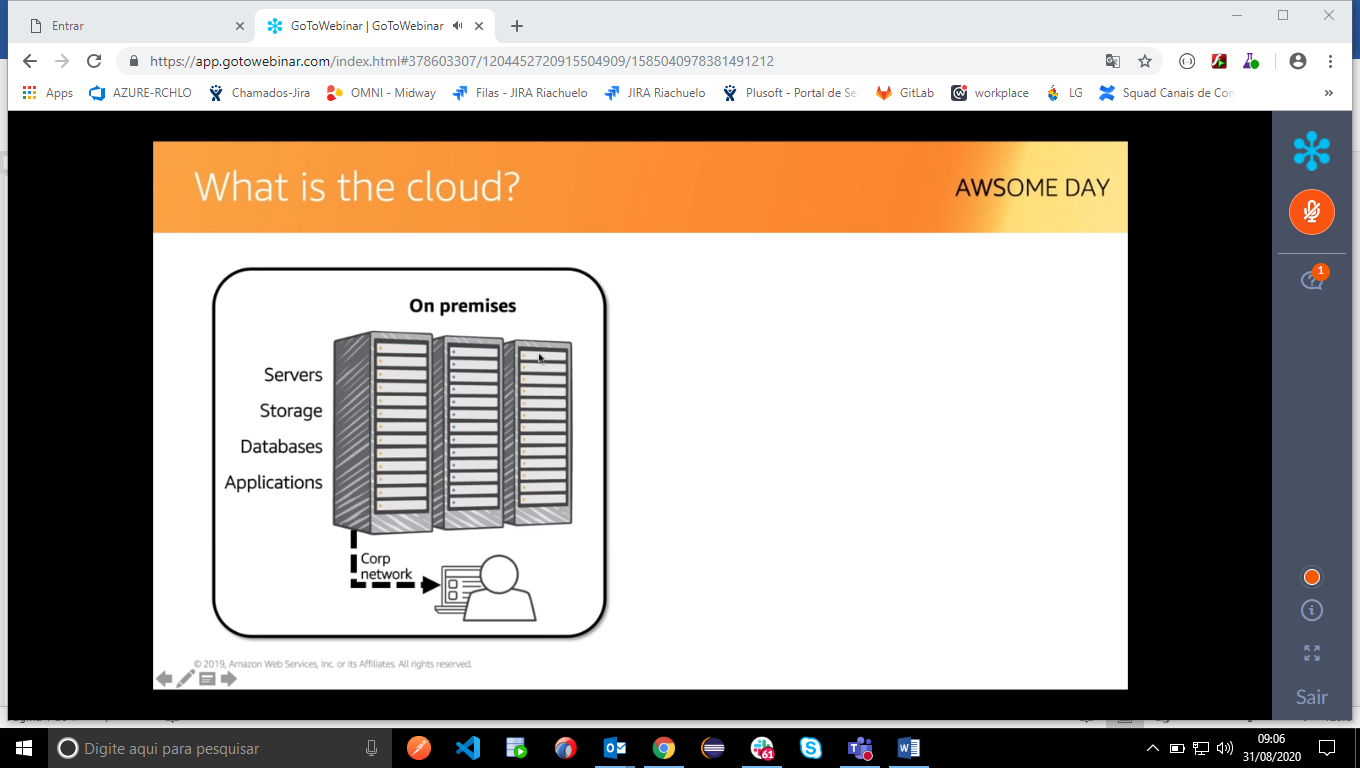 Entrar
GoToWebinar | GoToWebinar
https://app.gotowebinar.com/index.html#378603307/1204452720915504909/1585040978381491212
Apps
AZURE-RCHLO
Chamados-Jira
OMNI - Midway
Filas - JIRA Riachuelo
JIRA Riachuelo
Plusoft - Portal de Se
GitLab
workplace
LG
Squad Canais de Con
»
What is the cloud?
AWSOME DAY
1
On premises
Servers
Storage
Databases
Applications
Corp
network
© 2019, Amazon Web Services, Inc. or its Affiliates. All rights reserved.
Sair
Digite aqui para pesquisar
61
09:06
31/08/2020